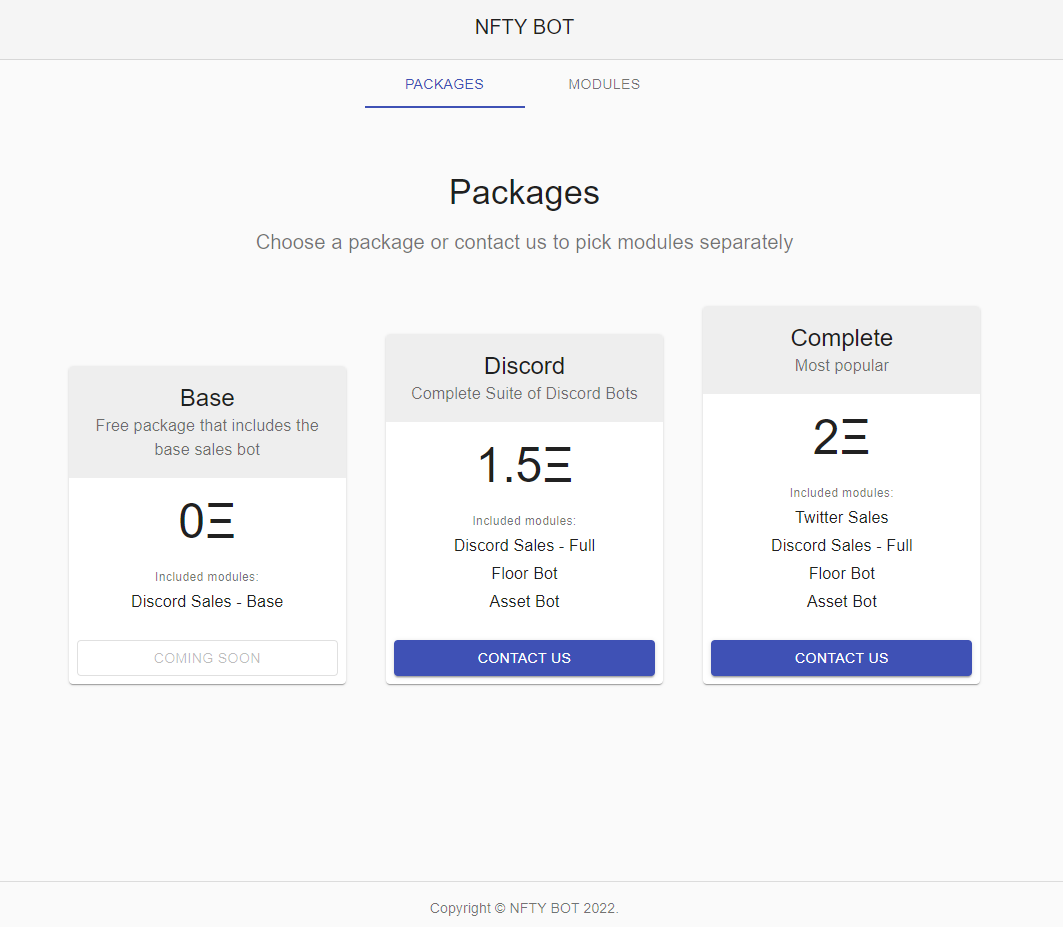 NFTY BOT
PACKAGES
MODULES
Packages
Choose a package or contact us to pick modules separately
Base
Free package that includes the
base sales bot
0Ξ
Included modules:
Discord Sales - Base
COMING SOON
Discord
Complete Suite of Discord Bots
1.5Ξ
Included modules:
Discord Sales - Full
Floor Bot
Asset Bot
CONTACT US
Complete
Most popular
2Ξ
Included modules:
Twitter Sales
Discord Sales - Full
Floor Bot
Asset Bot
CONTACT US
Copyright © NFTY BOT 2022.